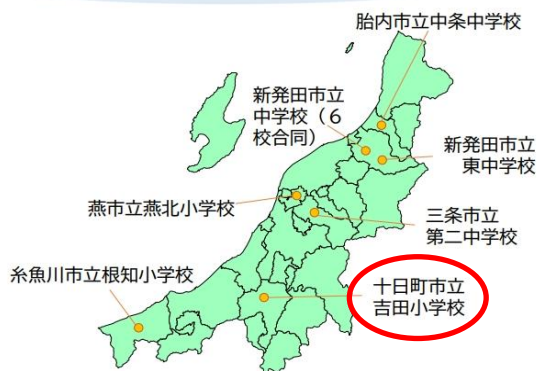 胎内市立中条中学校
新発田市立
中学校（６
校合同）
新発田市立
東中学校
燕市立燕北小学校
三条市立
第二中学校
糸魚川市立根知小学校
十日町市立
吉田小学校